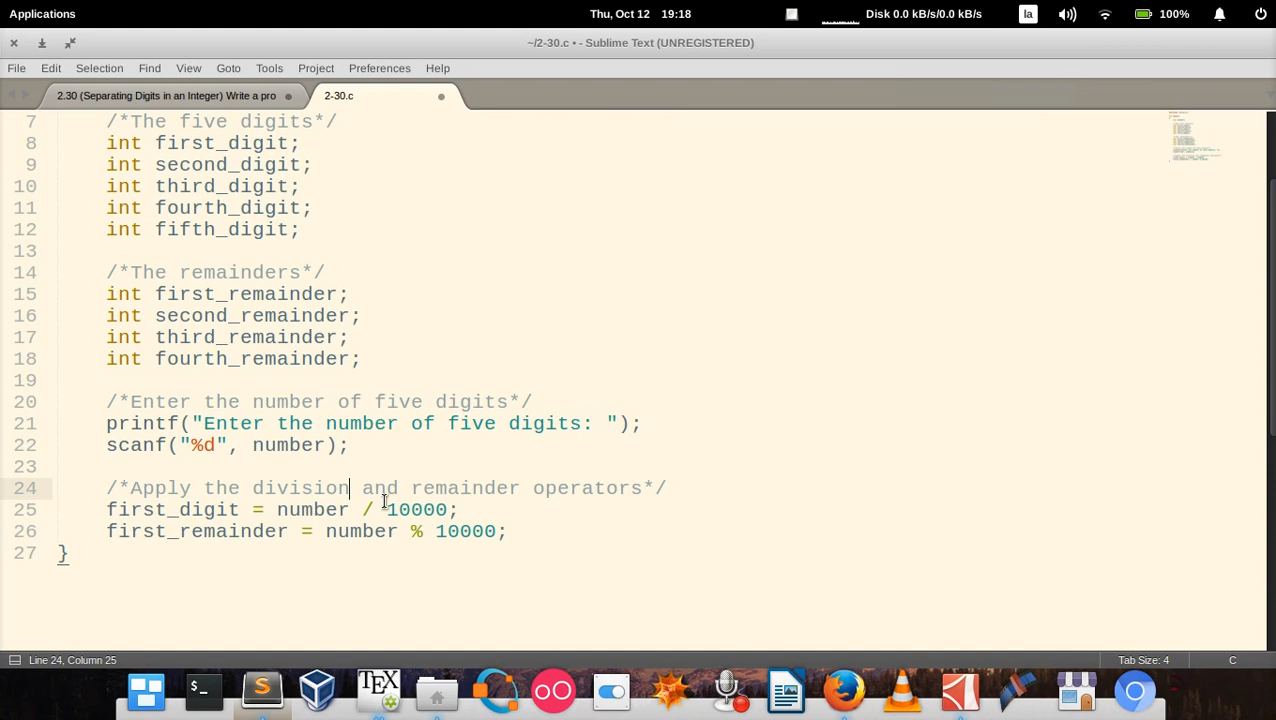 Applications Thu, Oct 12 19:18 Disk 0.0 kB/s/0.0 kB/s la 100%
~/2-30.c • - Sublime Text (UNREGISTERED)
File Edit Selection Find View Goto Tools Project Preferences Help
2.30 (Separating Digits in an Integer) Write a pro 2-30.c
7 /*The five digits*/
8 int first_digit;
9 int second_digit;
10 int third_digit;
11 int fourth_digit;
12 int fifth_digit;
13
14 /*The remainders*/
15 int first_remainder;
16 int second_remainder;
17 int third_remainder;
18 int fourth_remainder;
19
20 /*Enter the number of five digits*/
21 printf("Enter the number of five digits: ");
22 scanf("%d", number);
23
24 /*Apply the division and remainder operators*/
25 first_digit = number / 10000;
26 first_remainder = number % 10000;
27 }
Line 24, Column 25 Tab Size: 4 C
TEX